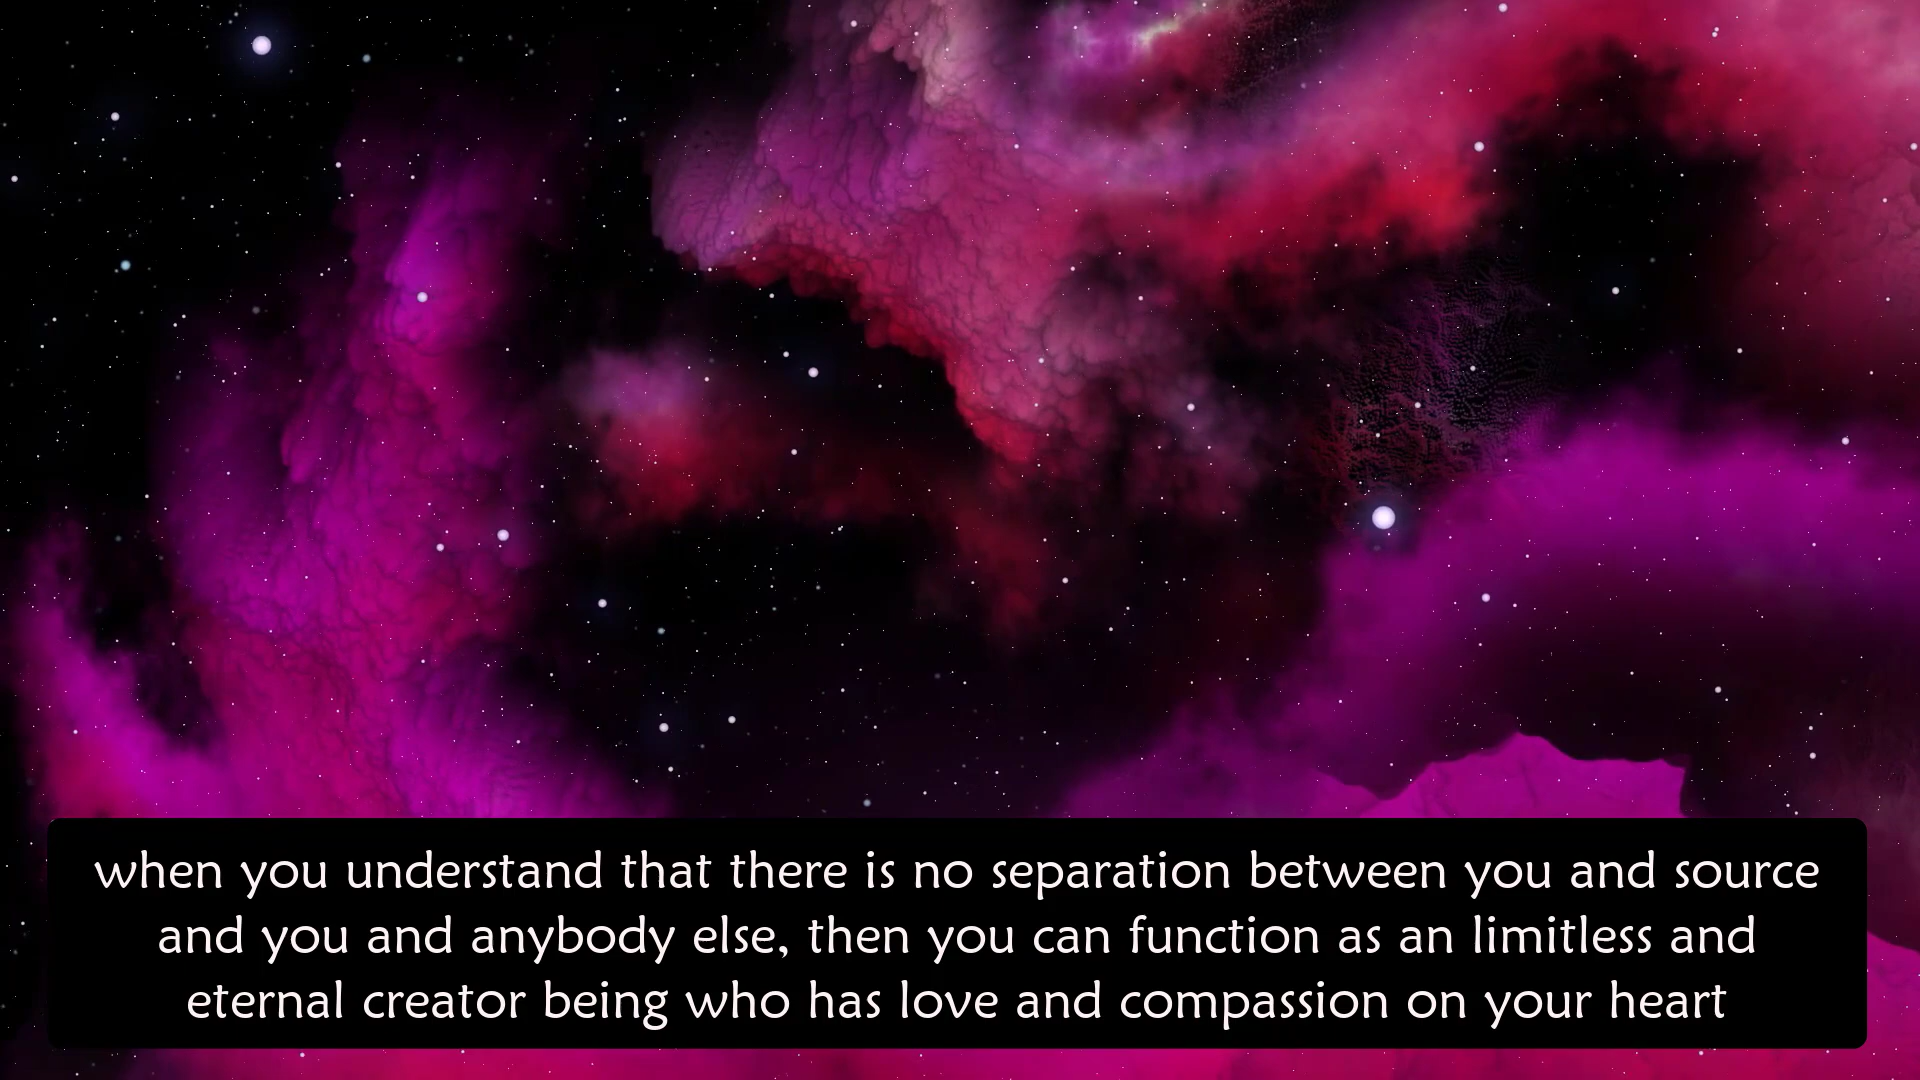 when you understand that there is no separation between you and source
and you and anybody else, then you can function as an limitless and
eternal creator being who has love and compassion on your heart